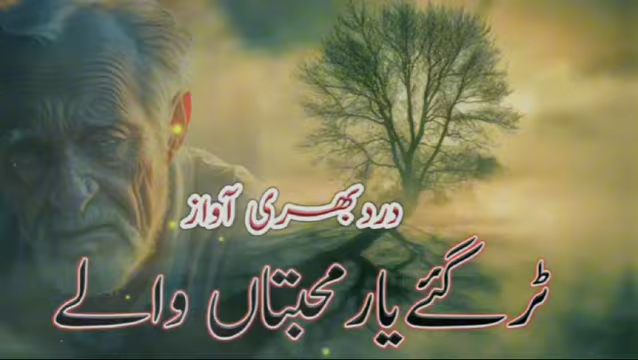 درد بھری آواز
ٹر گئے یار محبتاں والے